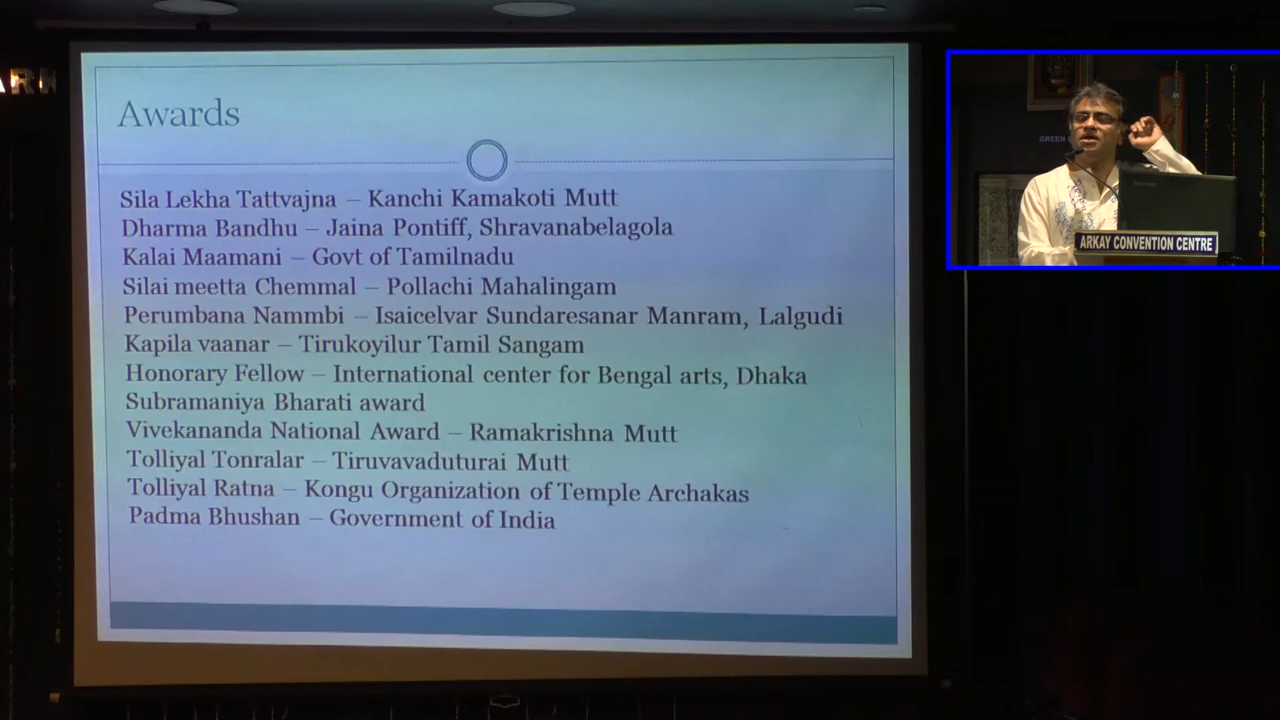 Awards
Sila Lekha Tattvajna – Kanchi Kamakoti Mutt
Dharma Bandhu – Jaina Pontiff, Shravanabelagola
Kalai Maamani – Govt of Tamilnadu
Silai meetta Chemmal – Pollachi Mahalingam
Perumbana Nammbi – Isaicelvar Sundaresanar Manram, Lalgudi
Kapila vaanar – Tirukoyilur Tamil Sangam
Honorary Fellow – International center for Bengal arts, Dhaka
Subramaniya Bharati award
Vivekananda National Award – Ramakrishna Mutt
Tolliyal Tonralar – Tiruvavaduturai Mutt
Tolliyal Ratna – Kongu Organization of Temple Archakas
Padma Bhushan – Government of India
GREEN
ARKAY CONVENTION CENTRE